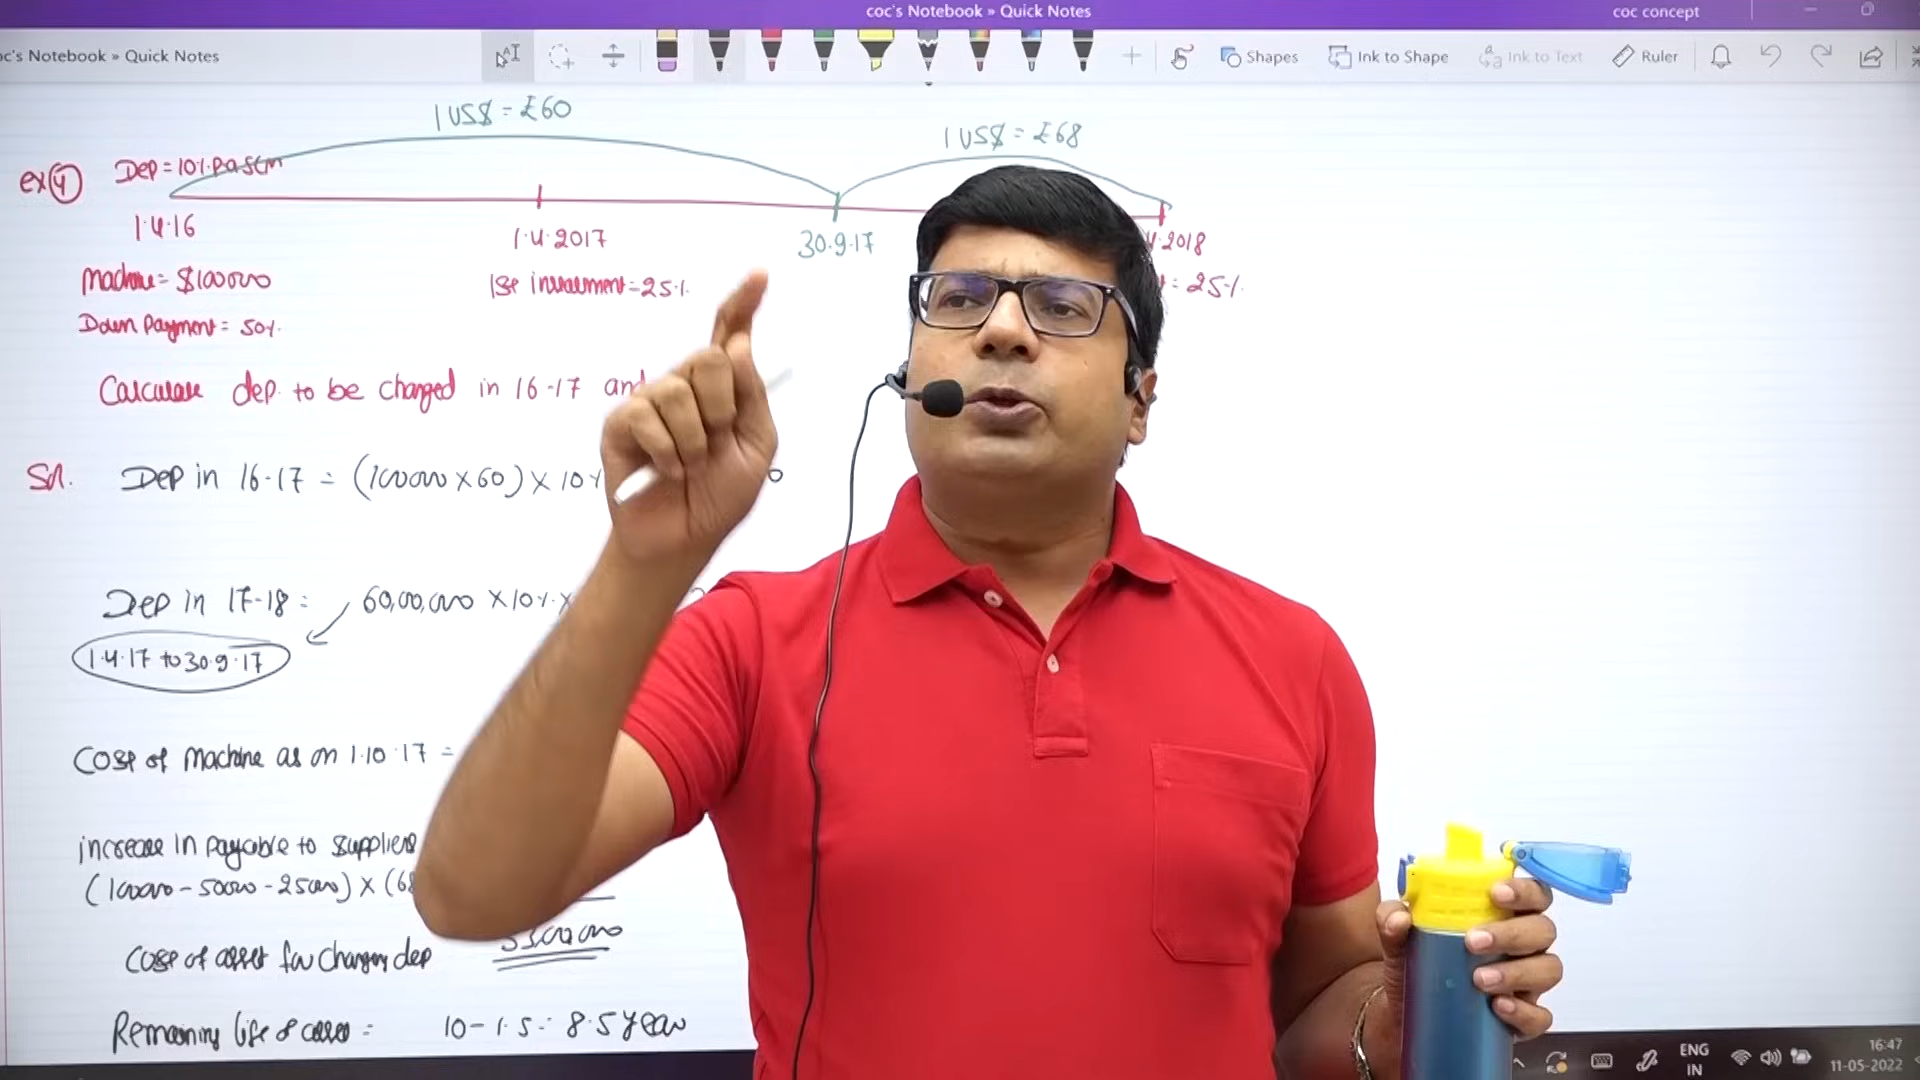 coc's Notebook » Quick Notes
coc concept
oc's Notebook » Quick Notes
Shapes
Ink to Shape
Ink to Text
Ruler
1 US$ = ₤60
1 US$ = ₤68
ex④ Dep = 10% pa SLM
1.4.16
1.4.2017
30.9.17
4.2018
Machine = $100000
1st installment = 25%
= 25%
Down Payment = 50%
Calculate dep. to be charged in 16-17 and
Sol. Dep in 16-17 = (100000 x 60) x 10%
Dep in 17-18 = 60,00,000 x 10% x
1.4.17 to 30.9.17
Cost of machine as on 1.10.17 =
increase in payable to suppliers
(100000 - 50000 - 25000) x (68
Cost of asset for charging dep
Remaining life of asset = 10 - 1.5 = 8.5 year
ENG
IN
16:47
11-05-2022